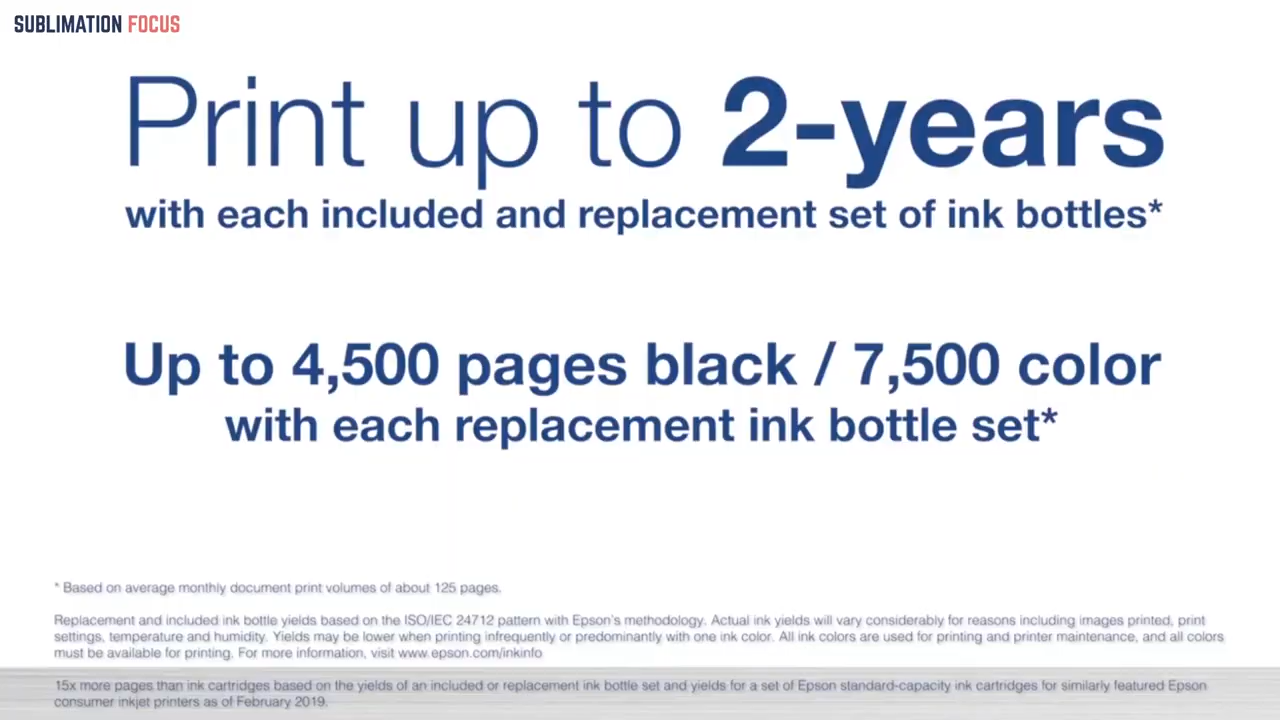 SUBLIMATION FOCUS
Print up to 2-years
with each included and replacement set of ink bottles*
Up to 4,500 pages black / 7,500 color
with each replacement ink bottle set*
* Based on average monthly document print volumes of about 125 pages.
Replacement and included ink bottle yields based on the ISO/IEC 24712 pattern with Epson's methodology. Actual ink yields will vary considerably for reasons including images printed, print
settings, temperature and humidity. Yields may be lower when printing infrequently or predominantly with one ink color. All ink colors are used for printing and printer maintenance, and all colors
must be available for printing. For more information, visit www.epson.com/inkinfo
15x more pages than ink cartridges based on the yields of an included or replacement ink bottle set and yields for a set of Epson standard-capacity ink cartridges for similarly featured Epson
consumer inkjet printers as of February 2019.